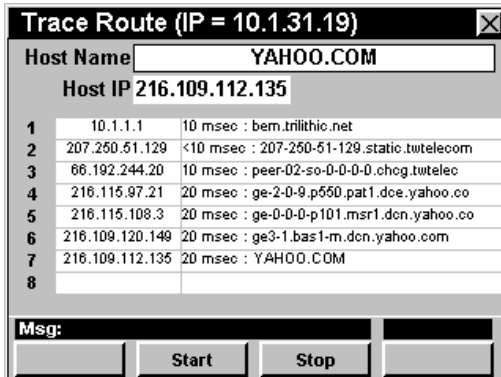 Trace Route (IP = 10.1.31.19)
Host Name YAHOO.COM
Host IP 216.109.112.135
1 10.1.1.1 10 msec : bem.trilithic.net
2 207.250.51.129 <10 msec : 207-250-51-129.static.twtelecom
3 66.192.244.20 10 msec : peer-02-so-0-0-0-0.chcg.twtelec
4 216.115.97.21 20 msec : ge-2-0-9.p550.pat1.dce.yahoo.co
5 216.115.108.3 20 msec : ge-0-0-0-p101.msr1.dcn.yahoo.co
6 216.109.120.149 20 msec : ge3-1.bas1-m.dcn.yahoo.com
7 216.109.112.135 20 msec : YAHOO.COM
8
Msg:
Start Stop